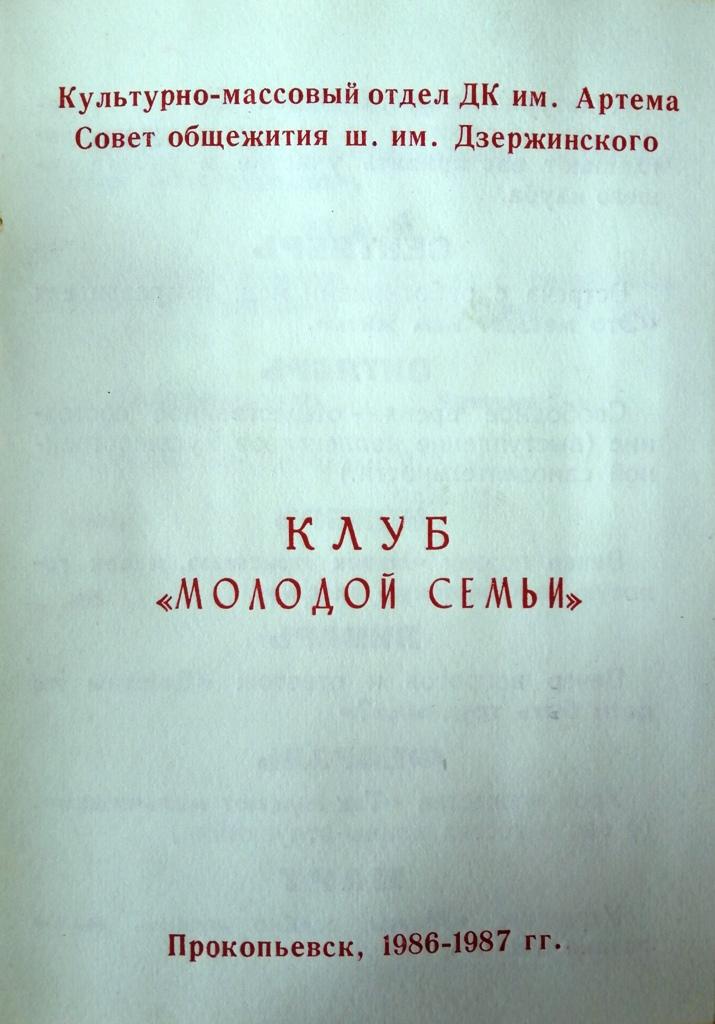 Культурно-массовый отдел ДК им. Артема
Совет общежития ш. им. Дзержинского
КЛУБ
«МОЛОДОЙ СЕМЬИ»
Прокопьевск, 1986-1987 гг.